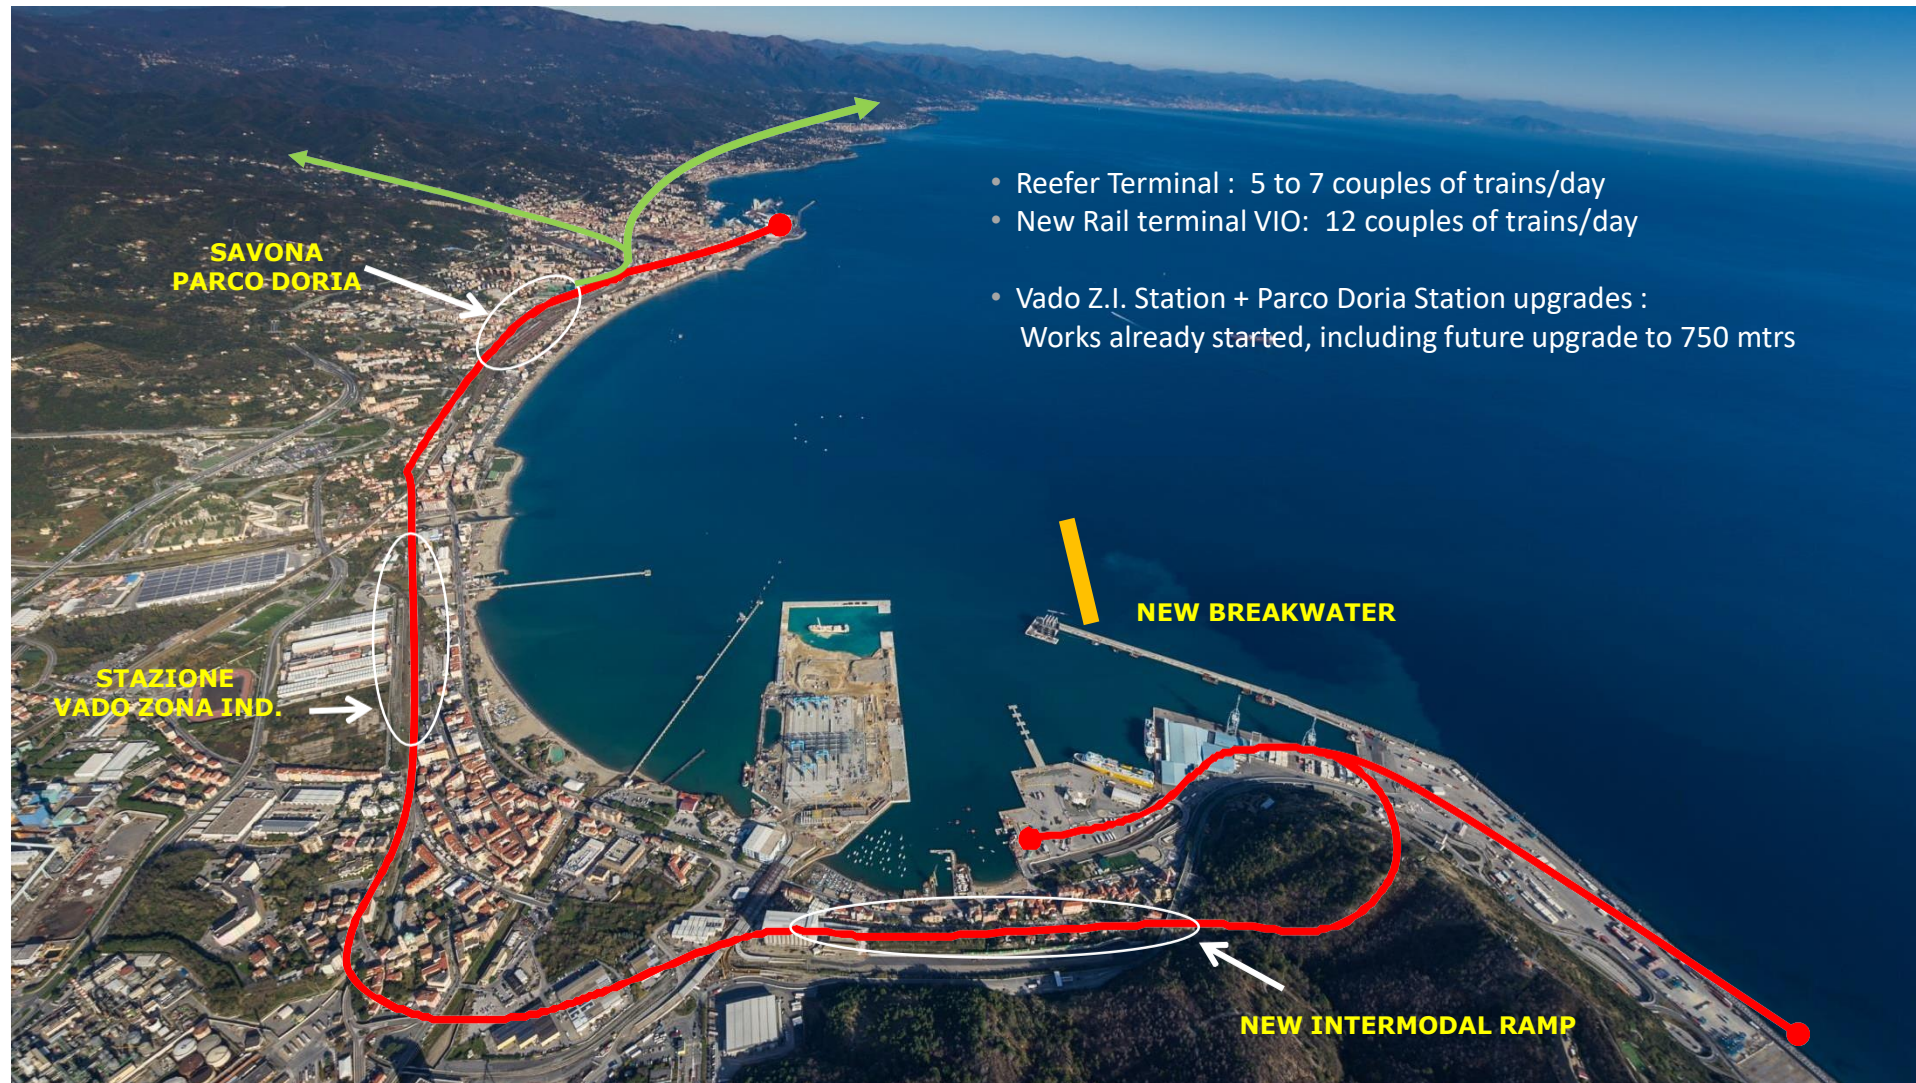 • Reefer Terminal : 5 to 7 couples of trains/day
• New Rail terminal VIO: 12 couples of trains/day
SAVONA
PARCO DORIA
• Vado Z.I. Station + Parco Doria Station upgrades :
Works already started, including future upgrade to 750 mtrs
NEW BREAKWATER
STAZIONE
VADO ZONA IND.
NEW INTERMODAL RAMP